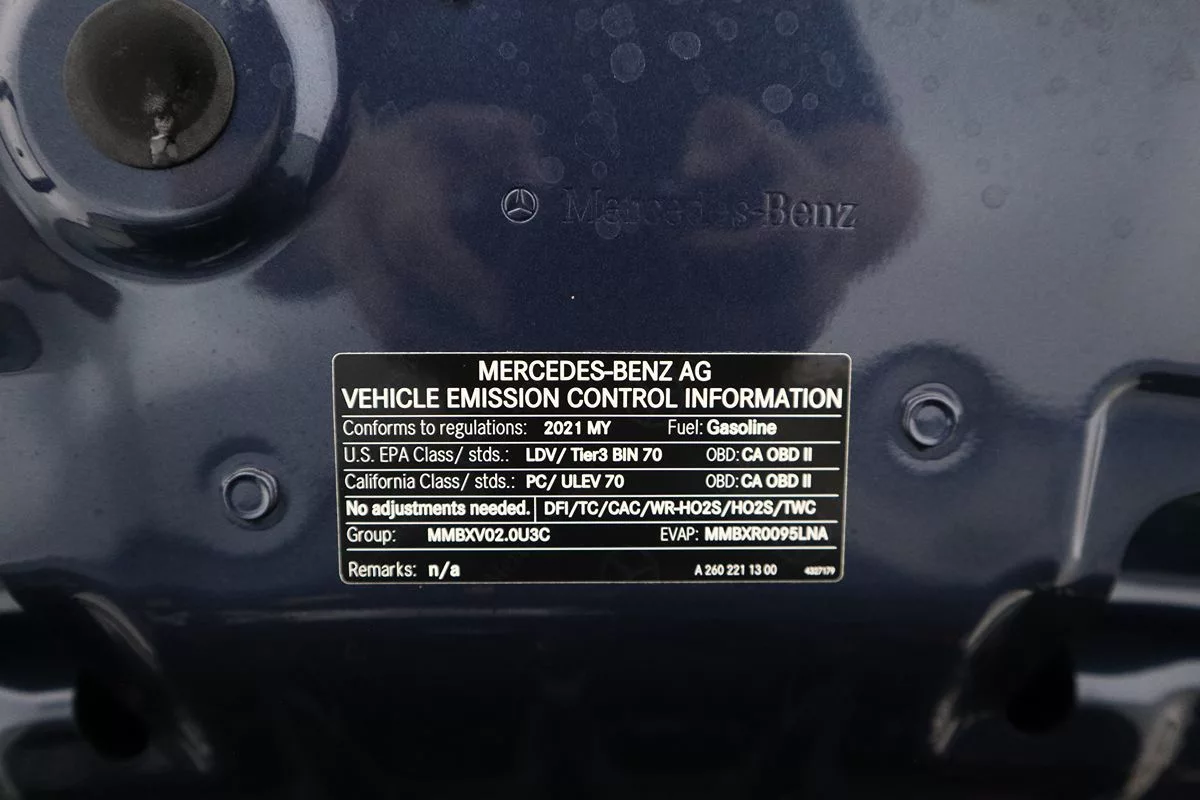 Mercedes-Benz
MERCEDES-BENZ AG
VEHICLE EMISSION CONTROL INFORMATION
Conforms to regulations: 2021 MY Fuel: Gasoline
U.S. EPA Class/ stds.: LDV/ Tier3 BIN 70 OBD: CA OBD II
California Class/ stds.: PC/ ULEV 70 OBD: CA OBD II
No adjustments needed. DFI/TC/CAC/WR-HO2S/HO2S/TWC
Group: MMBXV02.0U3C EVAP: MMBXR0095LNA
Remarks: n/a A 260 221 13 00 4327179